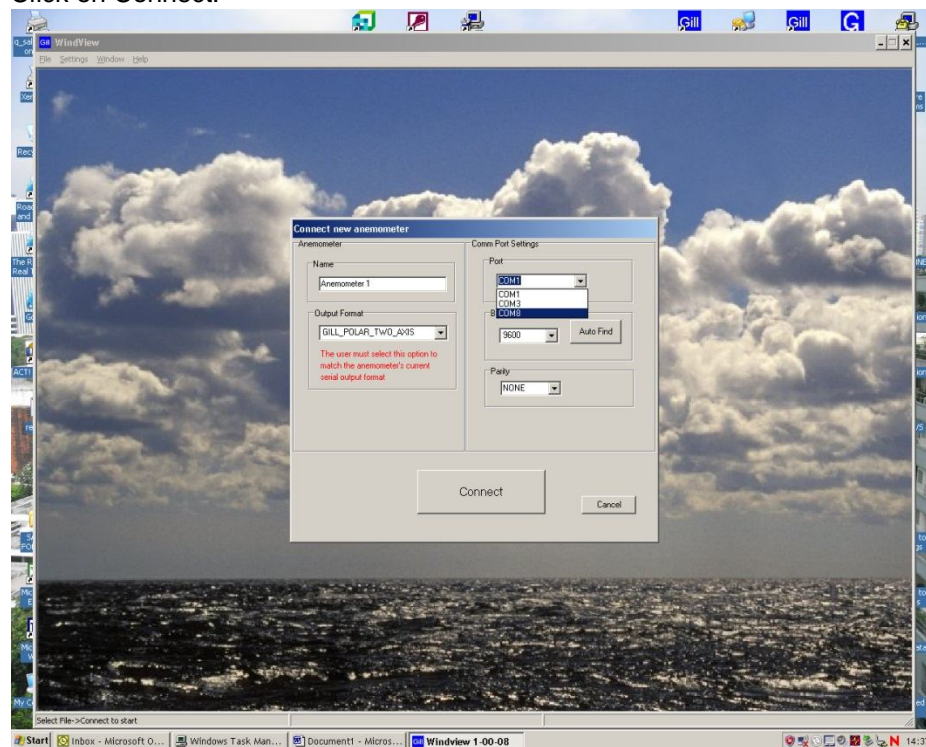 Click on Connect.
Gill
Gill
G
Gill WindView
File Settings Window Help
Connect new anemometer
Anemometer
Name
Anemometer 1
Output Format
GILL_POLAR_TWO_AXIS
The user must select this option to
match the anemometer's current
serial output format
Comm Port Settings
Port
COM1
COM1
COM3
COM8
9600
Auto Find
Parity
NONE
Connect
Cancel
Select File->Connect to start
Start
Inbox - Microsoft O...
Windows Task Man...
Document1 - Micros...
Windview 1-00-08